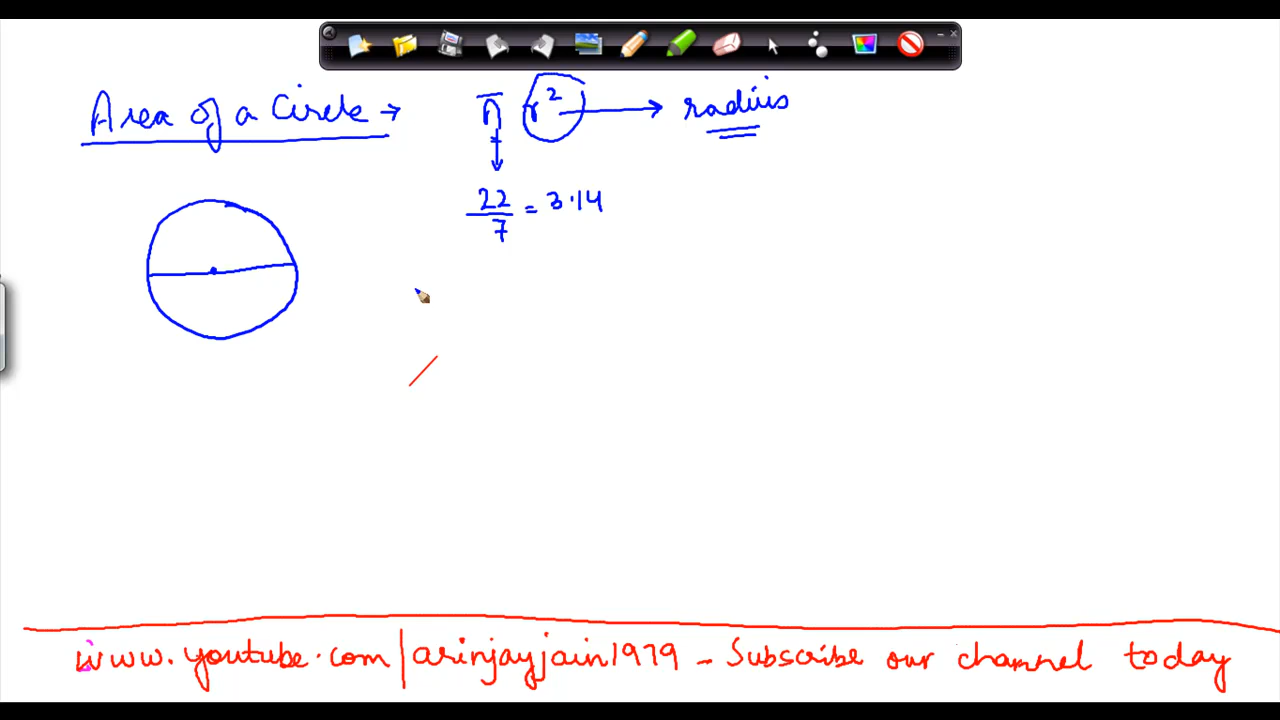 Area of a Circle → π r² → radius
22/7 = 3.14
www.youtube.com/arinjayjain1979 - Subscribe our channel today